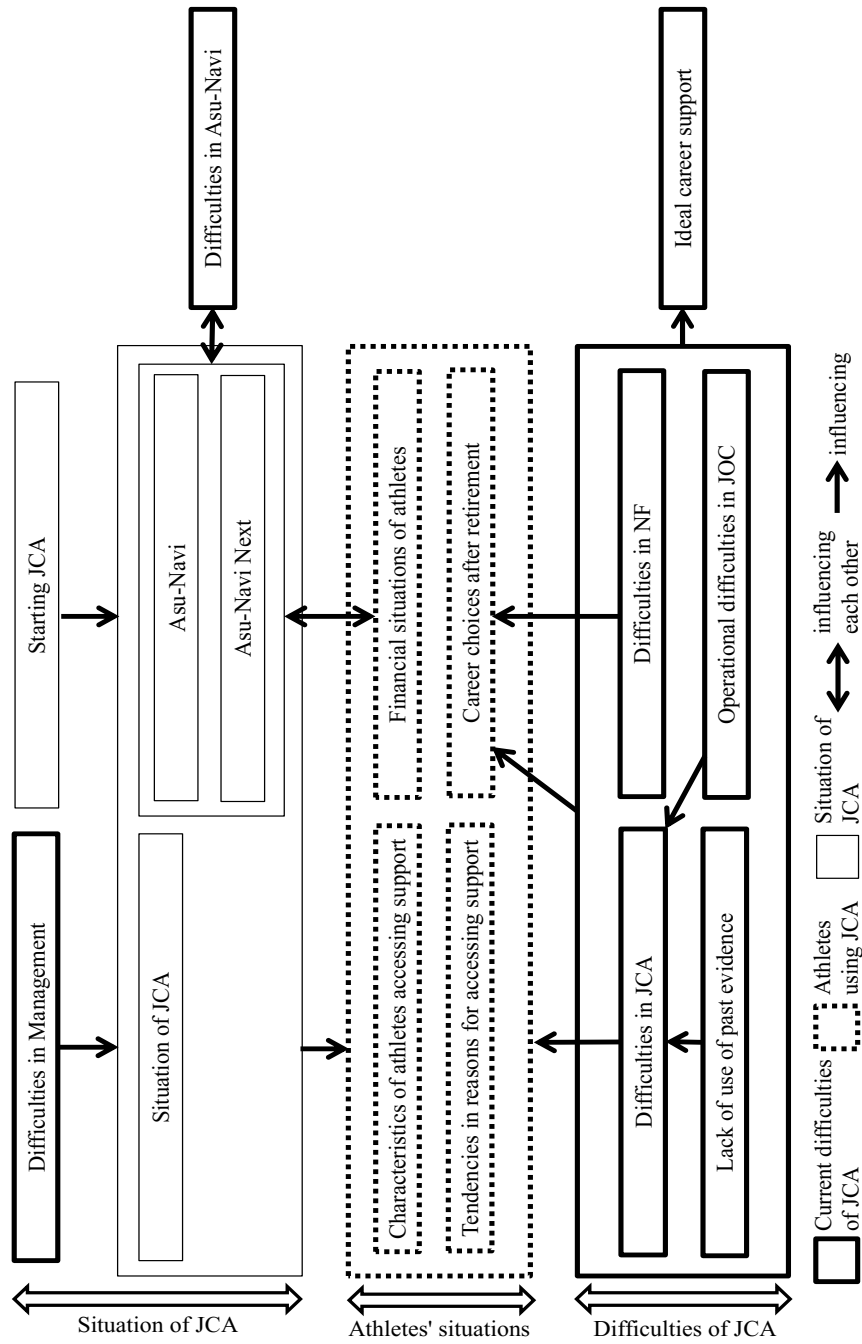 Difficulties in Management
Starting JCA
Situation of JCA
Situation of JCA
Asu-Navi
Asu-Navi Next
Difficulties in Asu-Navi
Athletes' situations
Characteristics of athletes accessing support
Financial situations of athletes
Tendencies in reasons for accessing support
Career choices after retirement
Difficulties of JCA
Difficulties in JCA
Difficulties in NF
Lack of use of past evidence
Operational difficulties in JOC
Ideal career support
Current difficulties
of JCA
Athletes
using JCA
Situation of
JCA
influencing
each other
influencing